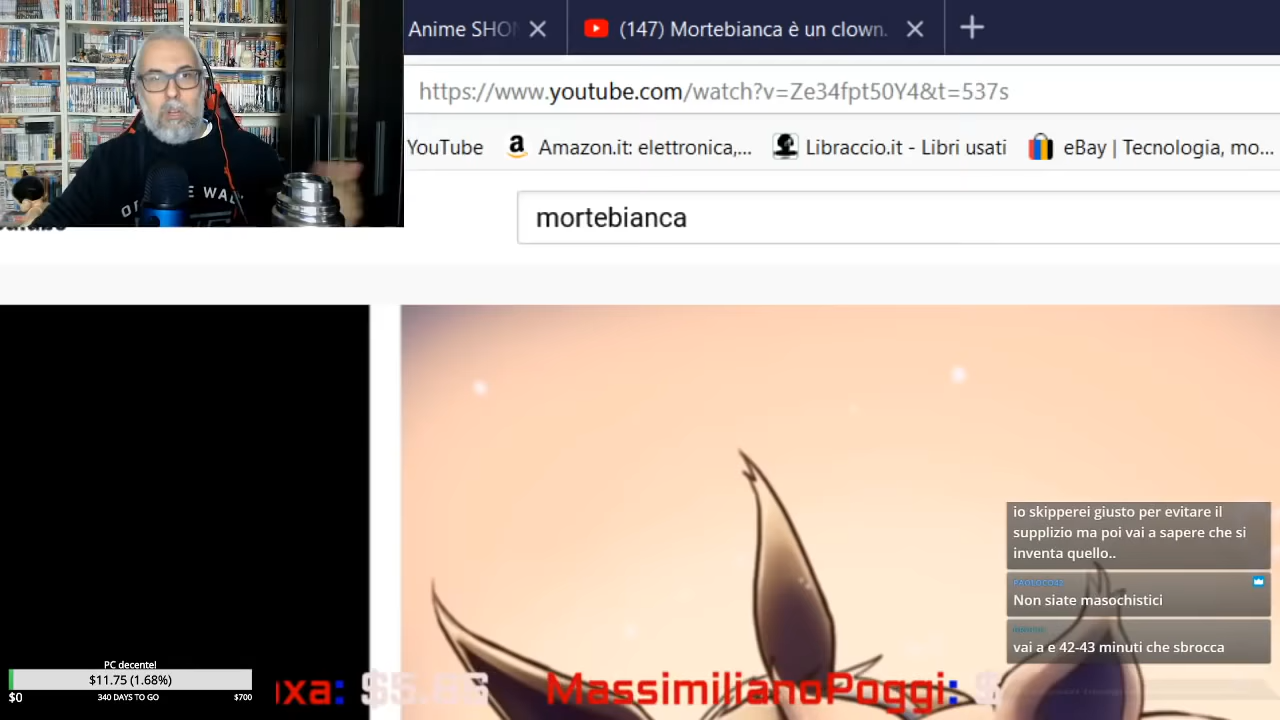 Anime SHO
(147) Mortebianca è un clown.
https://www.youtube.com/watch?v=Ze34fpt50Y4&t=537s
YouTube
a Amazon.it: elettronica,...
Libraccio.it - Libri usati
eBay | Tecnologia, mo...
mortebianca
io skipperei giusto per evitare il
supplizio ma poi vai a sapere che si
inventa quello..
Non siate masochistici
vai a e 42-43 minuti che sbrocca
PC decente!
$11.75 (1.68%)
$0 340 DAYS TO GO $700
ixa: MassimilianoPoggi: $